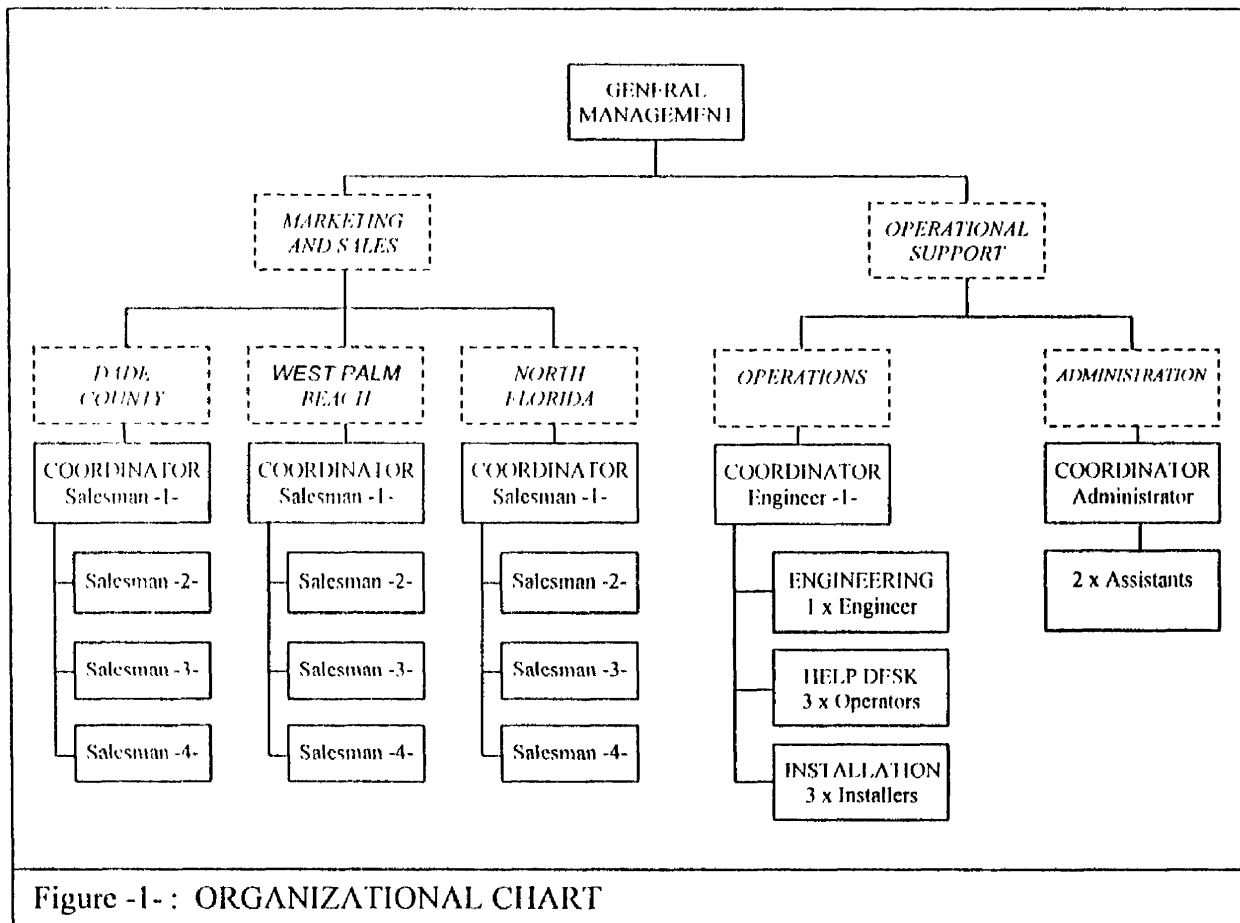 GENERAL
MANAGEMENT
MARKETING
AND SALES
OPERATIONAL
SUPPORT
DADE
COUNTY
WEST PALM
BEACH
NORTH
FLORIDA
OPERATIONS
ADMINISTRATION
COORDINATOR
Salesman -1-
COORDINATOR
Salesman -1-
COORDINATOR
Salesman -1-
COORDINATOR
Engineer -1-
COORDINATOR
Administrator
Salesman -2-
Salesman -2-
Salesman -2-
ENGINEERING
1 x Engineer
2 x Assistants
Salesman -3-
Salesman -3-
Salesman -3-
HELP DESK
3 x Operators
Salesman -4-
Salesman -4-
Salesman -4-
INSTALLATION
3 x Installers
Figure -1- : ORGANIZATIONAL CHART